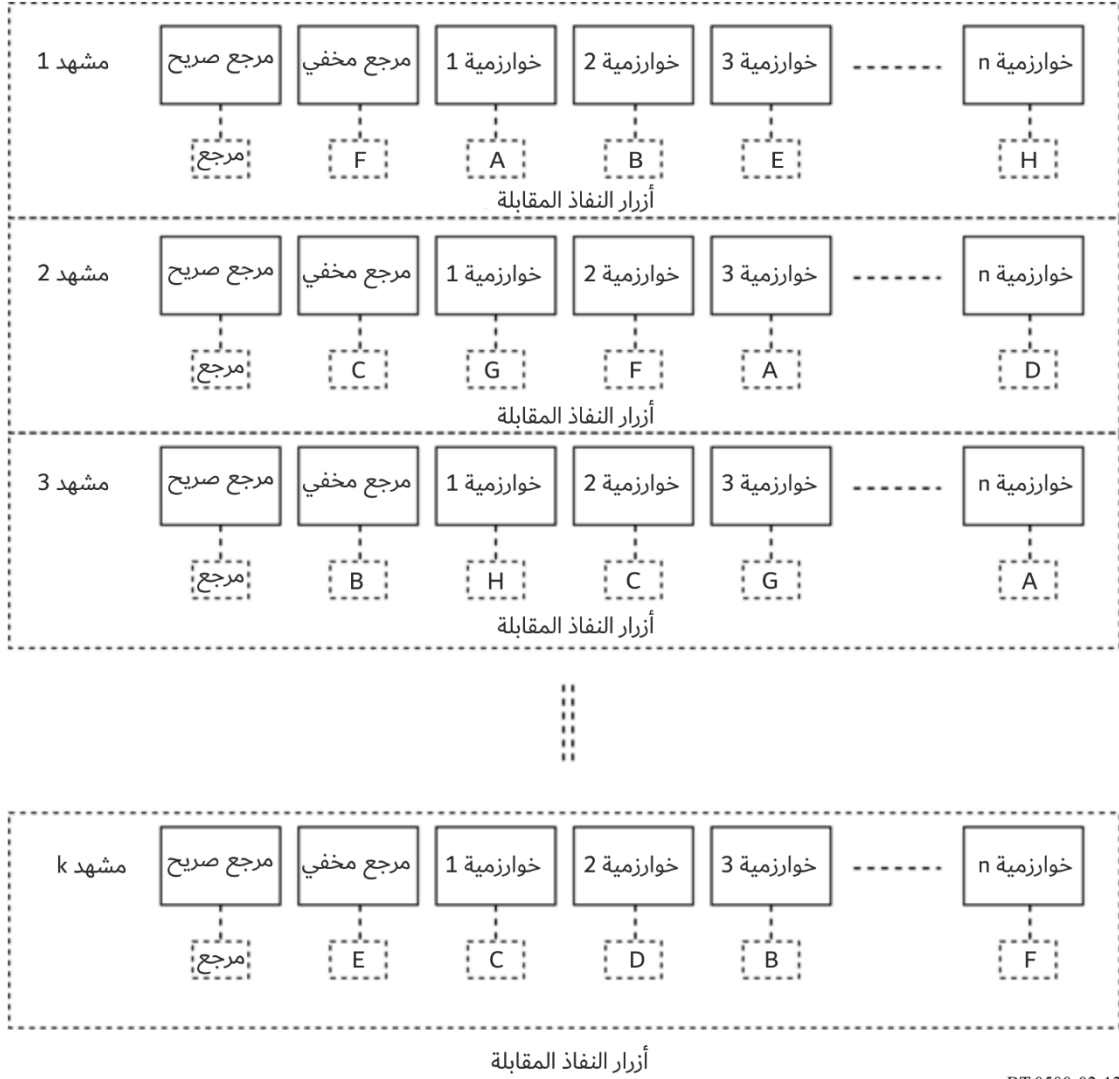 مشهد 1 مرجع صريح مرجع مخفي خوارزمية 1 خوارزمية 2 خوارزمية 3 خوارزمية n
مرجع F A B E H
أزرار النفاذ المقابلة
مشهد 2 مرجع صريح مرجع مخفي خوارزمية 1 خوارزمية 2 خوارزمية 3 خوارزمية n
مرجع C G F A D
أزرار النفاذ المقابلة
مشهد 3 مرجع صريح مرجع مخفي خوارزمية 1 خوارزمية 2 خوارزمية 3 خوارزمية n
مرجع B H C G A
أزرار النفاذ المقابلة
مشهد k مرجع صريح مرجع مخفي خوارزمية 1 خوارزمية 2 خوارزمية 3 خوارزمية n
مرجع E C D B F
أزرار النفاذ المقابلة